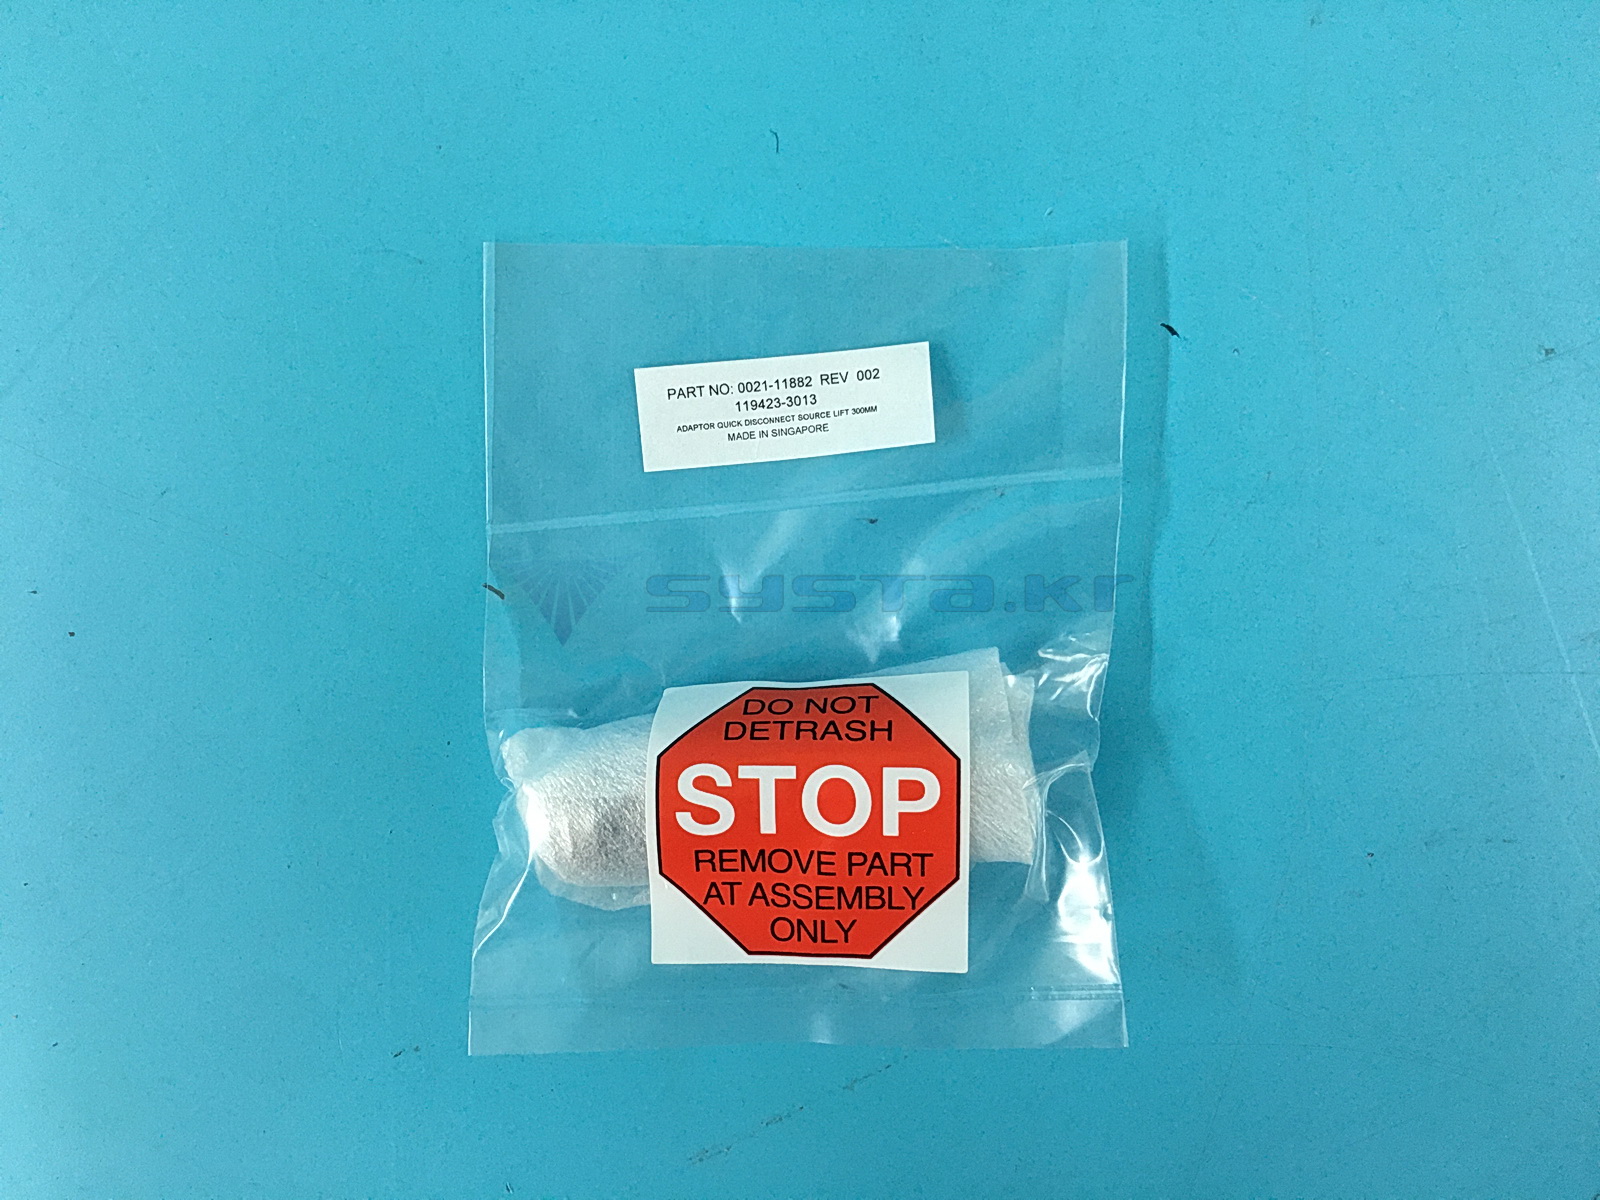 PART NO: 0021-11882 REV 002
119423-3013
ADAPTOR QUICK DISCONNECT SOURCE LIFT 300MM
MADE IN SINGAPORE
systa.kr
DO NOT
DETRASH
STOP
REMOVE PART
AT ASSEMBLY
ONLY